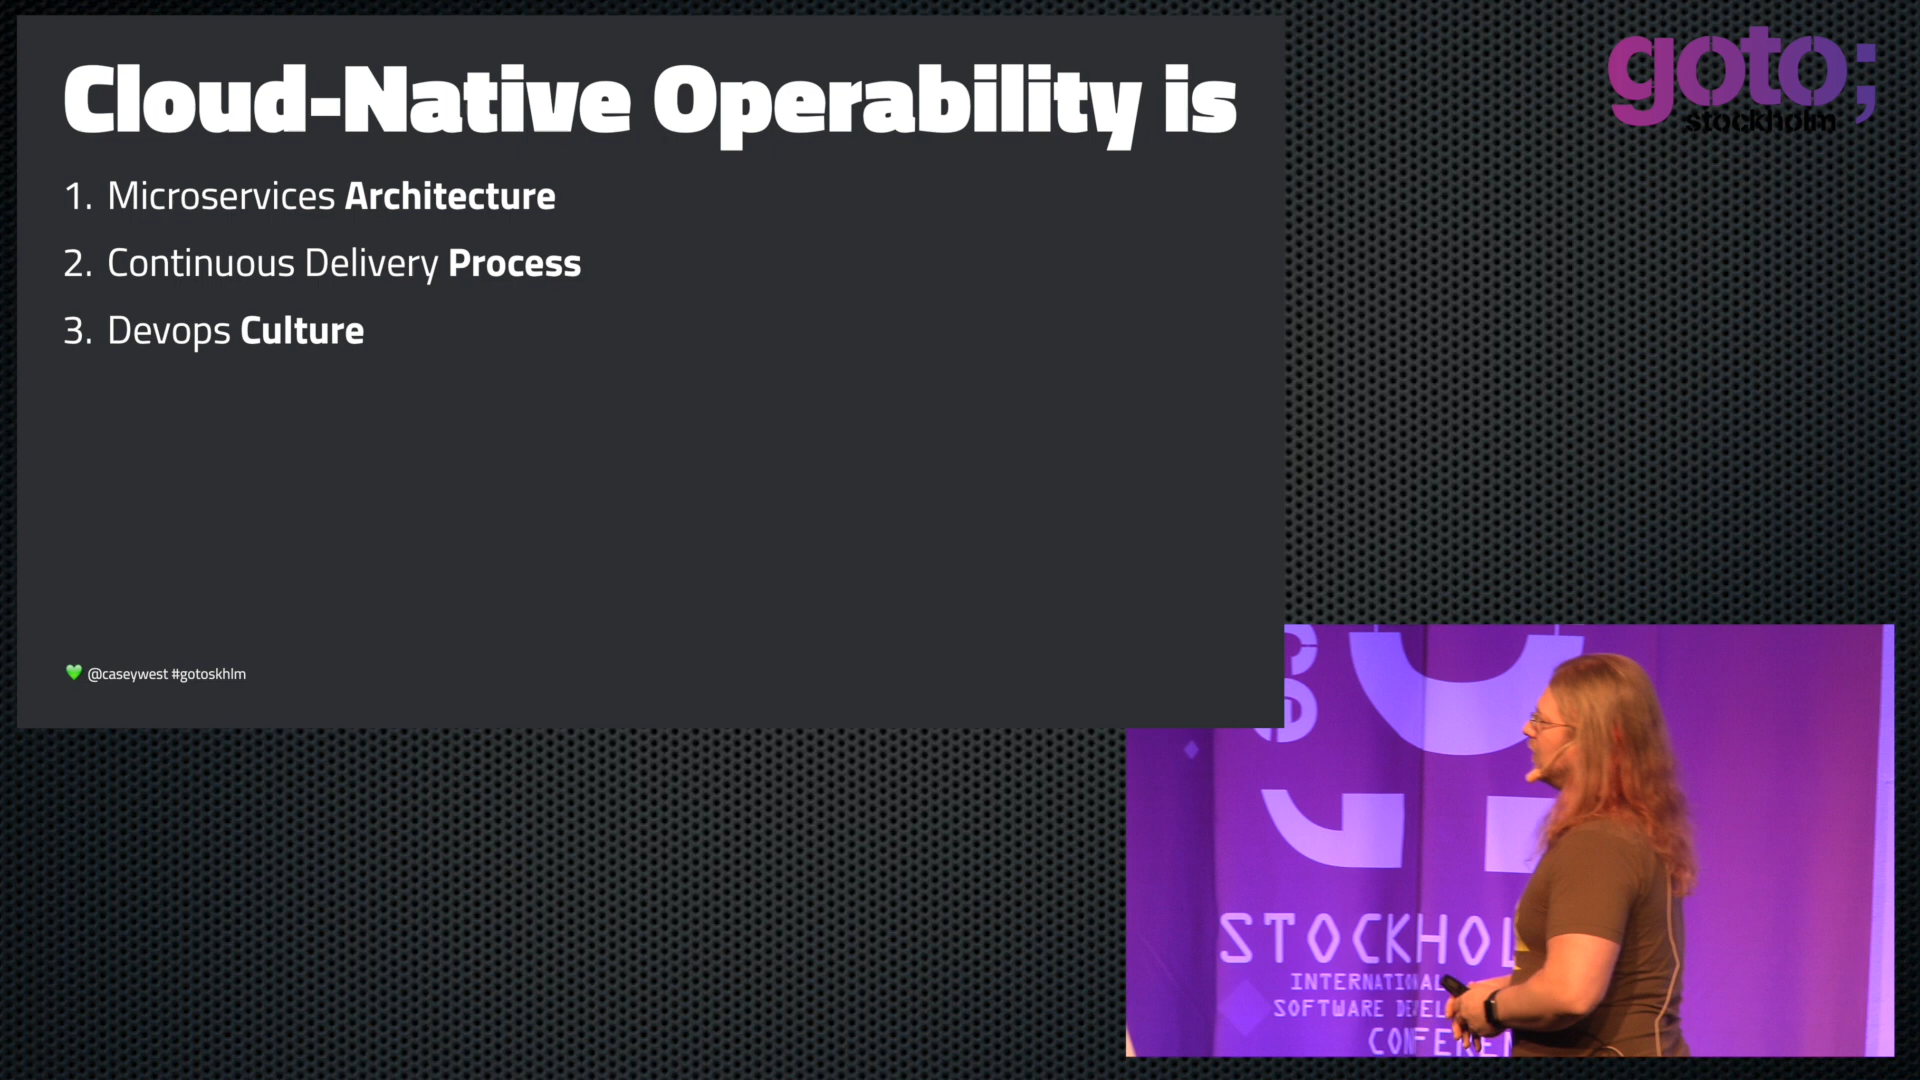 Cloud-Native Operability is
1. Microservices Architecture
2. Continuous Delivery Process
3. Devops Culture
💚 @caseywest #gotoskhlm
goto;
stockholm
STOCKHOL
INTERNATIONAL
SOFTWARE DEVEL
CONFEREN